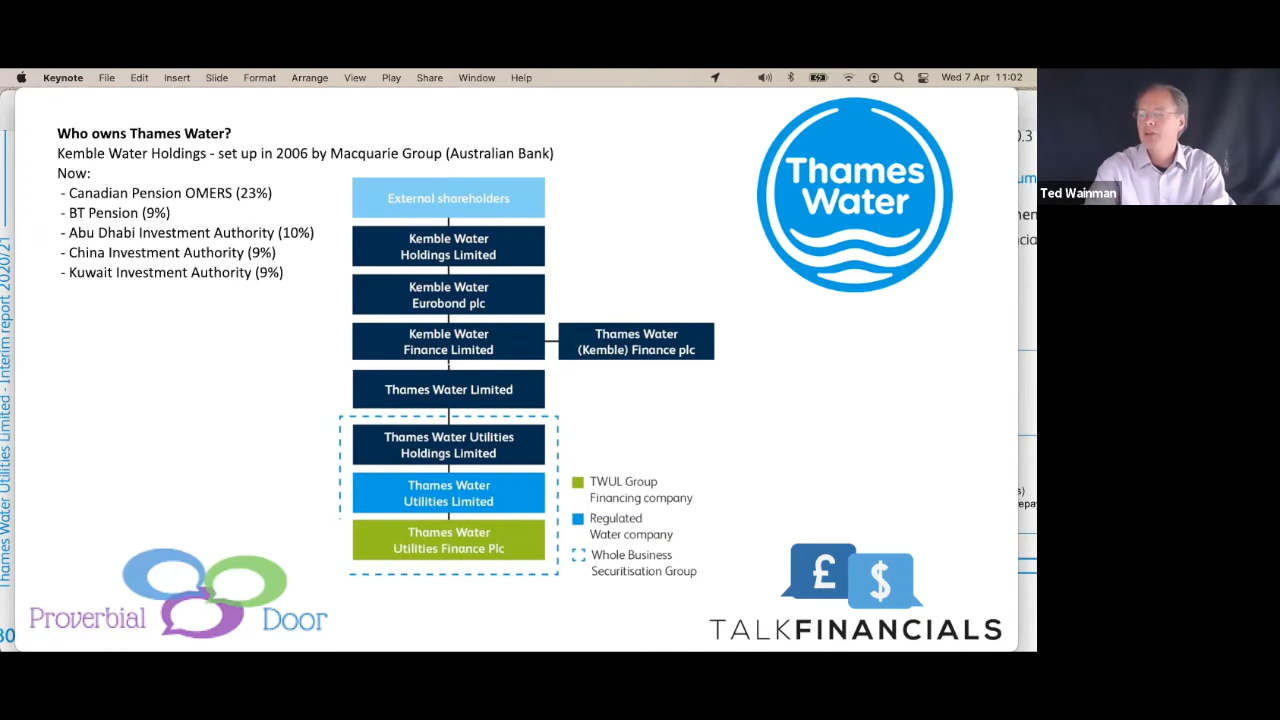 Keynote File Edit Insert Slide Format Arrange View Play Share Window Help Wed 7 Apr 11:02
Who owns Thames Water?
Kemble Water Holdings - set up in 2006 by Macquarie Group (Australian Bank)
Now:
- Canadian Pension OMERS (23%)
- BT Pension (9%)
- Abu Dhabi Investment Authority (10%)
- China Investment Authority (9%)
- Kuwait Investment Authority (9%)
External shareholders
Kemble Water
Holdings Limited
Kemble Water
Eurobond plc
Kemble Water
Finance Limited
Thames Water
(Kemble) Finance plc
Thames Water Limited
Thames Water Utilities
Holdings Limited
Thames Water
Utilities Limited
Thames Water
Utilities Finance Plc
TWUL Group
Financing company
Regulated
Water company
Whole Business
Securitisation Group
Thames
Water
Ted Wainman
Thames Water Utilities Limited - Interim report 2020/21
30
0.3
Proverbial Door
£ $
TALKFINANCIALS